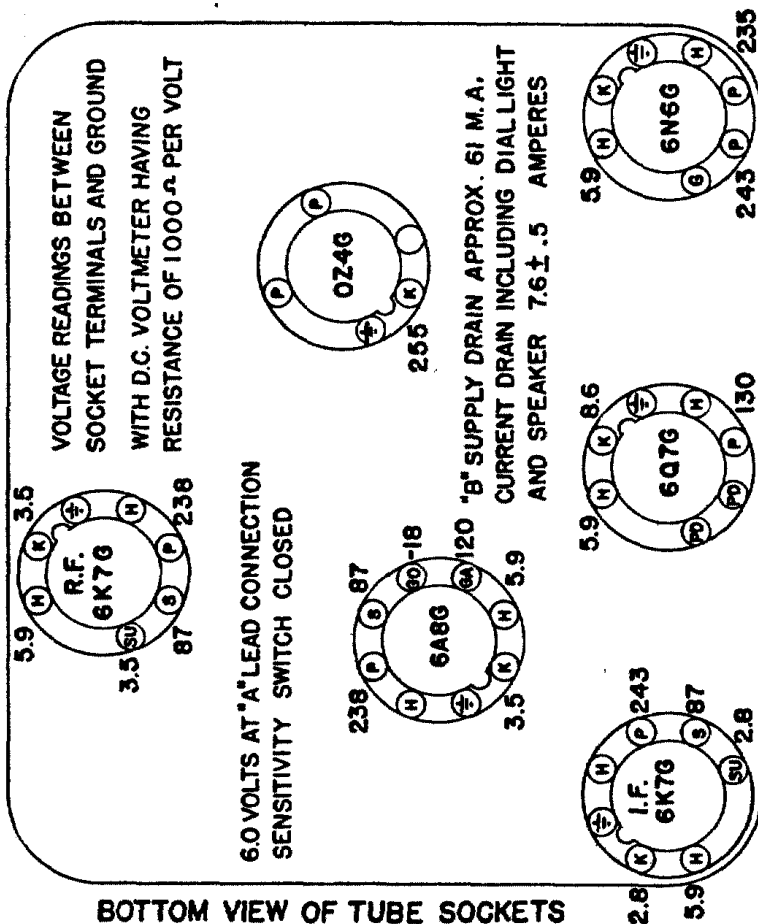 VOLTAGE READINGS BETWEEN
SOCKET TERMINALS AND GROUND
WITH D.C. VOLTMETER HAVING
RESISTANCE OF 1000 Ω PER VOLT
5.9
3.5
H
K
R.F.
6K7G
H
SU
S
P
3.5
87
238
P
P
0Z4G
K
255
6.0 VOLTS AT "A" LEAD CONNECTION
SENSITIVITY SWITCH CLOSED
238
87
P
S
-18
H
GO
6A8G
GA
120
K
H
3.5
5.9
"B" SUPPLY DRAIN APPROX. 61 M.A.
CURRENT DRAIN INCLUDING DIAL LIGHT
AND SPEAKER 7.6 ± .5 AMPERES
H
P
243
2.8
K
I.F.
6K7G
S
87
5.9
H
SU
2.8
5.9
8.6
H
K
6Q7G
H
PD
PD
P
130
5.9
H
K
6N6G
H
G
P
P
243
235
BOTTOM VIEW OF TUBE SOCKETS